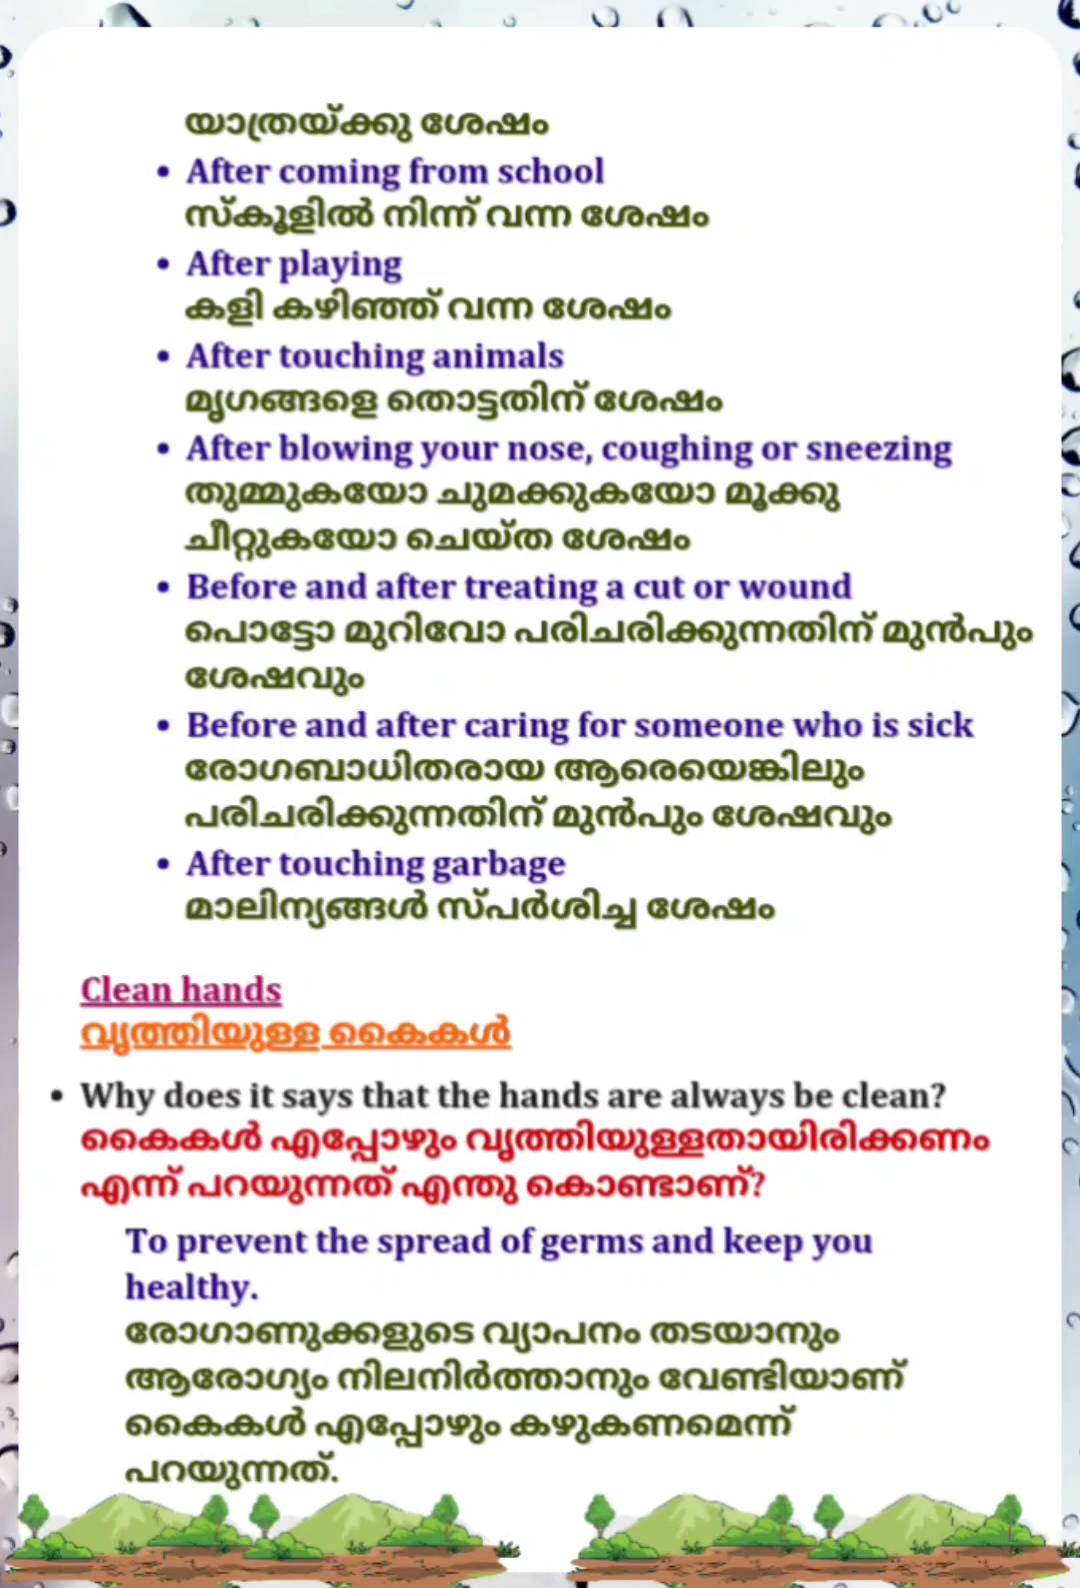 യാത്രയ്ക്കു ശേഷം
• After coming from school
സ്കൂളിൽ നിന്ന് വന്ന ശേഷം
• After playing
കളി കഴിഞ്ഞ് വന്ന ശേഷം
• After touching animals
മൃഗങ്ങളെ തൊട്ടതിന് ശേഷം
• After blowing your nose, coughing or sneezing
തുമ്മുകയോ ചുമക്കുകയോ മൂക്കു
ചീറ്റുകയോ ചെയ്ത ശേഷം
• Before and after treating a cut or wound
പൊട്ടോ മുറിവോ പരിചരിക്കുന്നതിന് മുൻപും
ശേഷവും
• Before and after caring for someone who is sick
രോഗബാധിതരായ ആരെയെങ്കിലും
പരിചരിക്കുന്നതിന് മുൻപും ശേഷവും
• After touching garbage
മാലിന്യങ്ങൾ സ്പർശിച്ച ശേഷം
Clean hands
വൃത്തിയുള്ള കൈകൾ
• Why does it says that the hands are always be clean?
കൈകൾ എപ്പോഴും വൃത്തിയുള്ളതായിരിക്കണം
എന്ന് പറയുന്നത് എന്തു കൊണ്ടാണ്?
To prevent the spread of germs and keep you
healthy.
രോഗാണുക്കളുടെ വ്യാപനം തടയാനും
ആരോഗ്യം നിലനിർത്താനും വേണ്ടിയാണ്
കൈകൾ എപ്പോഴും കഴുകണമെന്ന്
പറയുന്നത്.